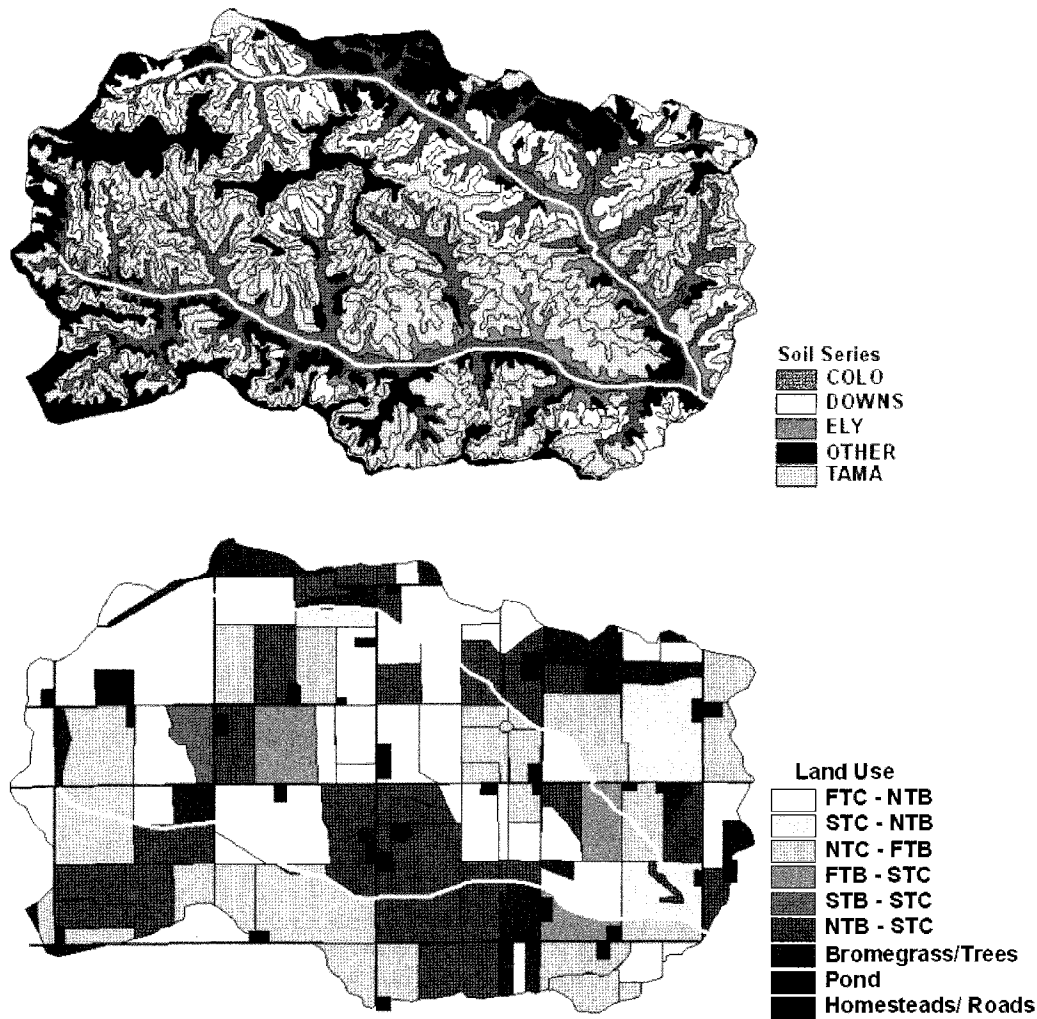 Soil Series
COLO
DOWNS
ELY
OTHER
TAMA
Land Use
FTC - NTB
STC - NTB
NTC - FTB
FTB - STC
STB - STC
NTB - STC
Bromegrass/Trees
Pond
Homesteads/ Roads